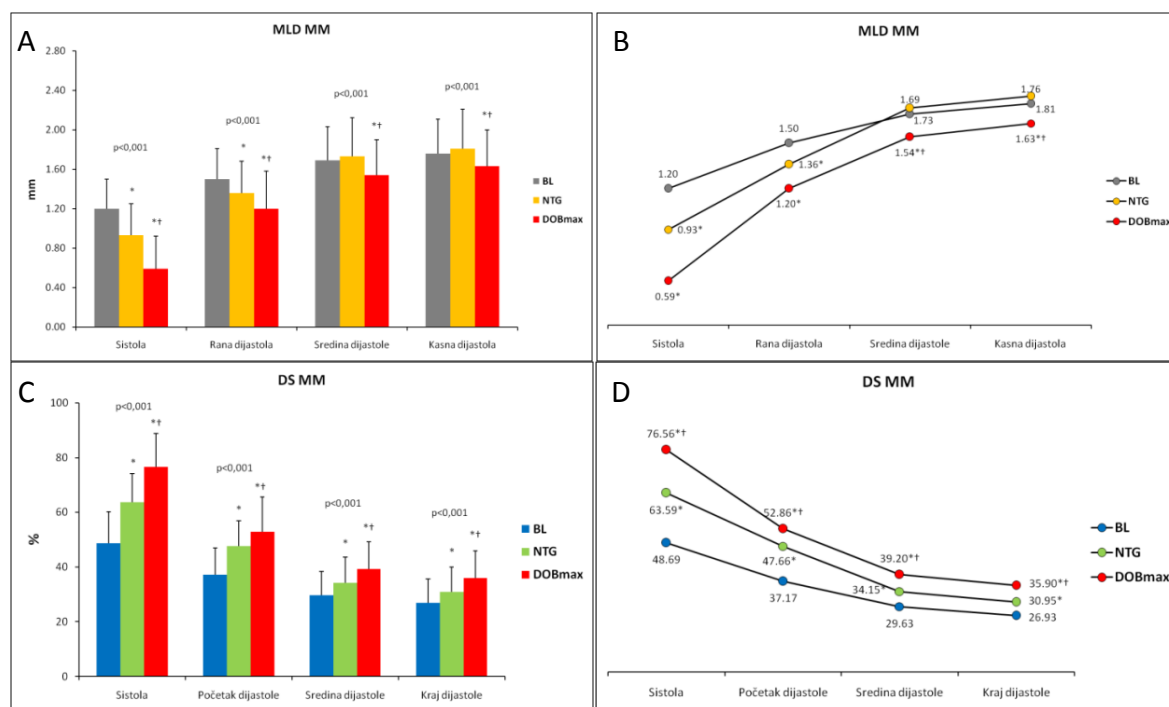 A
MLD MM
2.80
2.40
2.00
1.60
1.20
0.80
0.40
0.00
mm
p<0,001
*
*†
p<0,001
*
*†
p<0,001
*†
p<0,001
*†
Sistola
Rana dijastola
Sredina dijastole
Kasna dijastola
BL
NTG
DOBmax
B
MLD MM
1.20
1.50
1.69
1.76
0.93*
1.36*
1.73
1.81
0.59*
1.20*
1.54*†
1.63*†
Sistola
Rana dijastola
Sredina dijastole
Kasna dijastola
BL
NTG
DOBmax
C
DS MM
100
80
60
40
20
0
%
p<0,001
*
*†
p<0,001
*
*†
p<0,001
*
*†
p<0,001
*
*†
Sistola
Početak dijastole
Sredina dijastole
Kraj dijastole
BL
NTG
DOBmax
D
DS MM
76.56*†
52.86*†
39.20*†
35.90*†
63.59*
47.66*
34.15*
30.95*
48.69
37.17
29.63
26.93
Sistola
Početak dijastole
Sredina dijastole
Kraj dijastole
BL
NTG
DOBmax